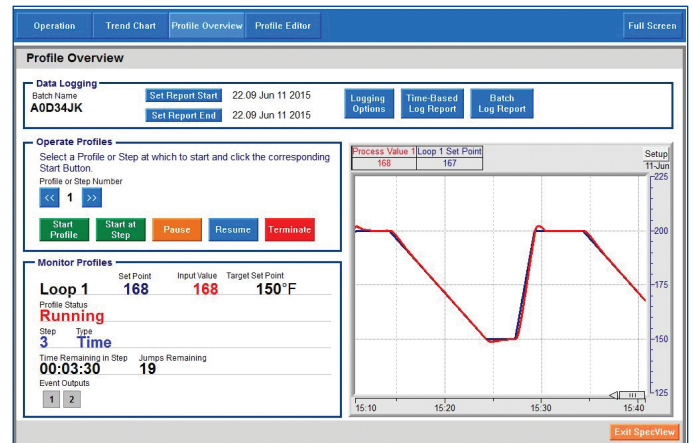 Operation Trend Chart Profile Overview Profile Editor Full Screen
Profile Overview
Data Logging
Batch Name
A0D34JK
Set Report Start 22.09 Jun 11 2015
Set Report End 22.09 Jun 11 2015
Logging Options
Time-Based Log Report
Batch Log Report
Operate Profiles
Select a Profile or Step at which to start and click the corresponding
Start Button.
Profile or Step Number
<< 1 >>
Start Profile
Start at Step
Pause
Resume
Terminate
Monitor Profiles
Set Point Input Value Target Set Point
Loop 1 168 168 150°F
Profile Status
Running
Step Type
3 Time
Time Remaining in Step Jumps Remaining
00:03:30 19
Event Outputs
1 2
Process Value 1 Loop 1 Set Point
168 167
Setup
11-Jun
225
200
175
150
125
15:10 15:20 15:30 15:40
Exit SpecView